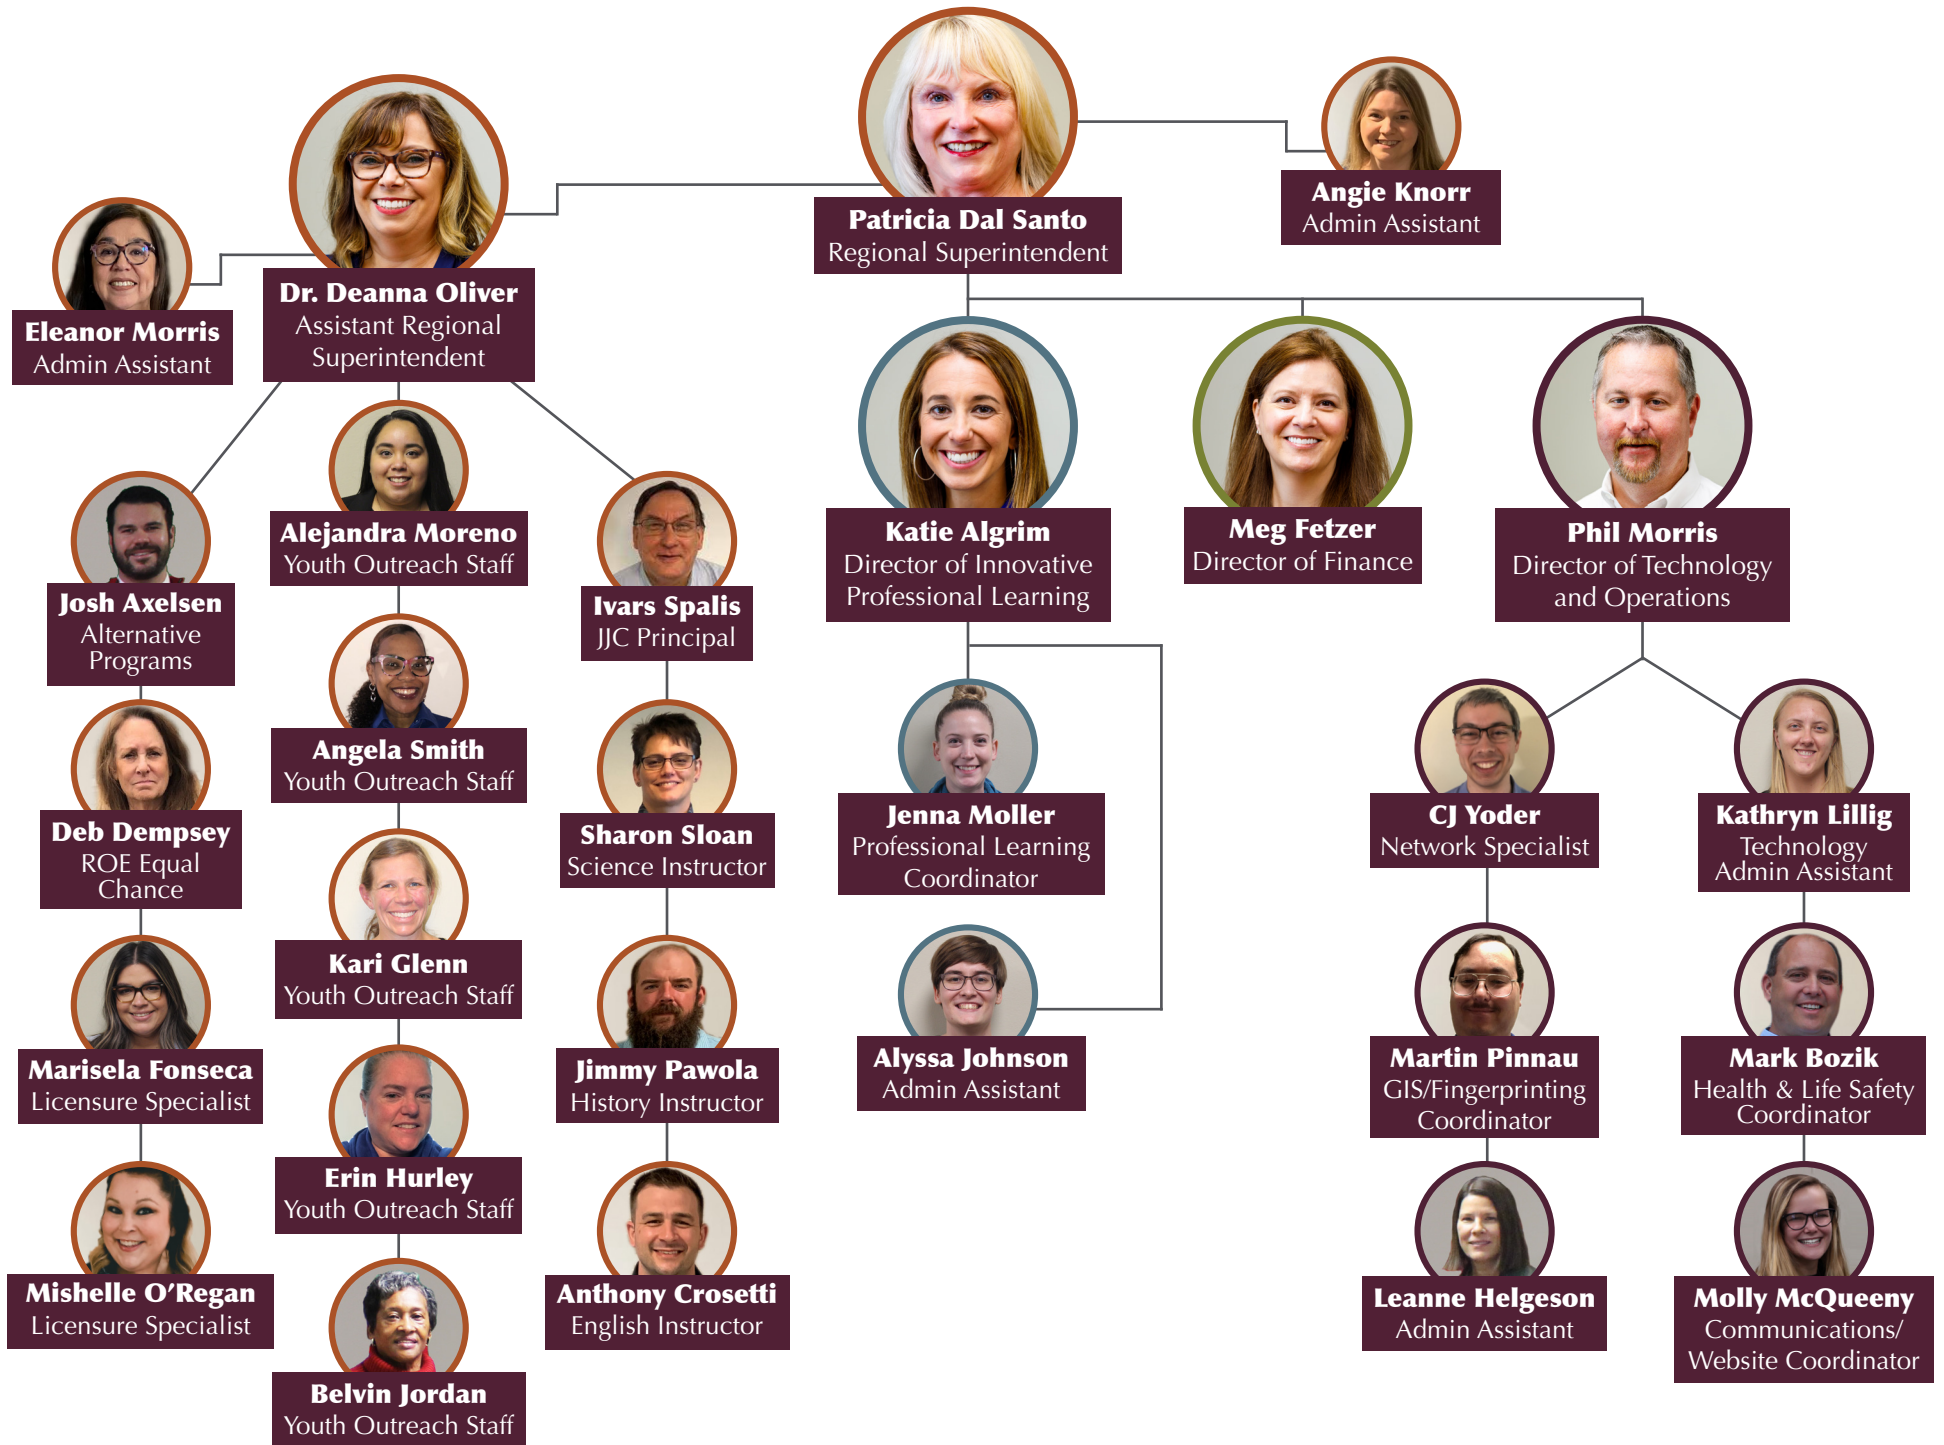 Patricia Dal Santo
Regional Superintendent
Angie Knorr
Admin Assistant
Dr. Deanna Oliver
Assistant Regional
Superintendent
Eleanor Morris
Admin Assistant
Josh Axelsen
Alternative
Programs
Deb Dempsey
ROE Equal
Chance
Marisela Fonseca
Licensure Specialist
Mishelle O’Regan
Licensure Specialist
Alejandra Moreno
Youth Outreach Staff
Angela Smith
Youth Outreach Staff
Kari Glenn
Youth Outreach Staff
Erin Hurley
Youth Outreach Staff
Belvin Jordan
Youth Outreach Staff
Ivars Spalis
JJC Principal
Sharon Sloan
Science Instructor
Jimmy Pawola
History Instructor
Anthony Crosetti
English Instructor
Katie Algrim
Director of Innovative
Professional Learning
Jenna Moller
Professional Learning
Coordinator
Alyssa Johnson
Admin Assistant
Meg Fetzer
Director of Finance
Phil Morris
Director of Technology
and Operations
CJ Yoder
Network Specialist
Martin Pinnau
GIS/Fingerprinting
Coordinator
Leanne Helgeson
Admin Assistant
Kathryn Lillig
Technology
Admin Assistant
Mark Bozik
Health & Life Safety
Coordinator
Molly McQueeny
Communications/
Website Coordinator